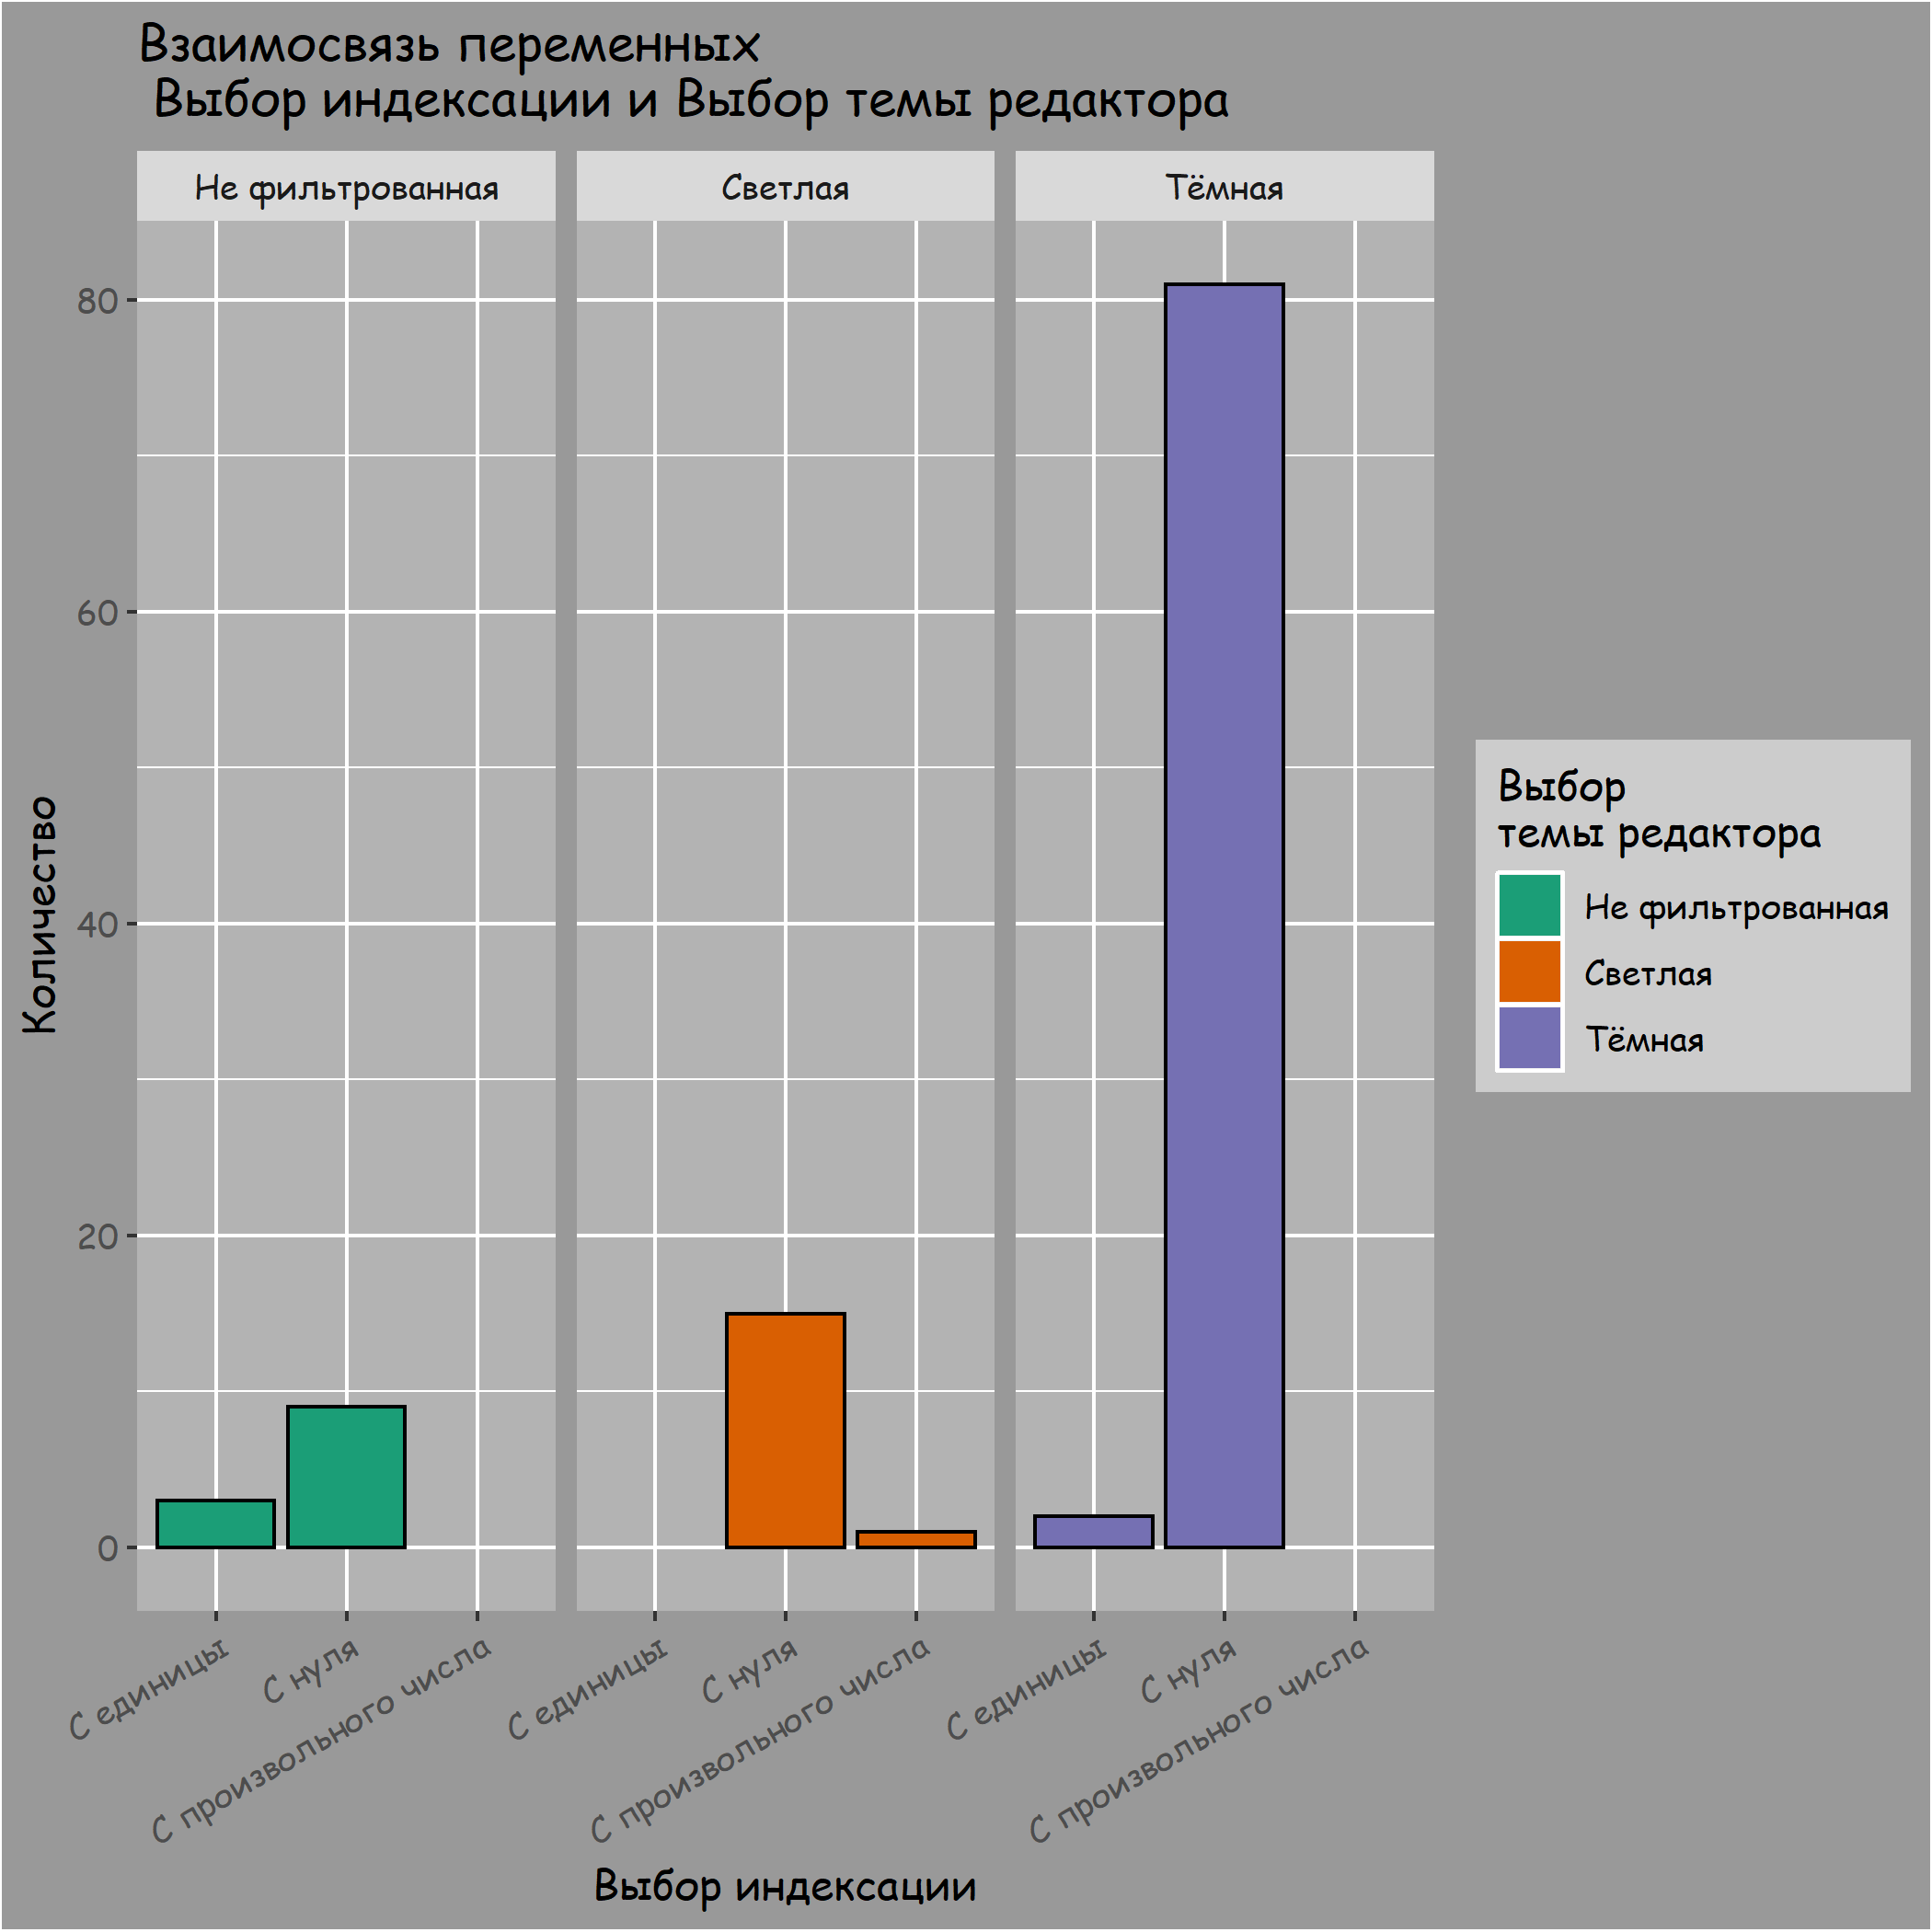 Взаимосвязь переменных
Выбор индексации и Выбор темы редактора
Не фильтрованная
Светлая
Тёмная
80
60
40
20
0
Количество
С единицы
С нуля
С произвольного числа
С единицы
С нуля
С произвольного числа
С единицы
С нуля
С произвольного числа
Выбор индексации
Выбор
темы редактора
Не фильтрованная
Светлая
Тёмная